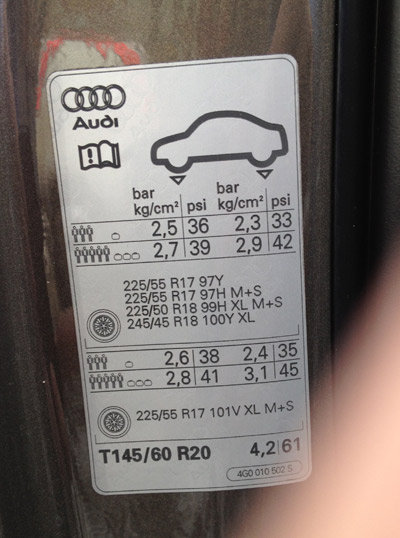 Audi
bar bar
kg/cm² psi kg/cm² psi
2,5 36 2,3 33
2,7 39 2,9 42
225/55 R17 97Y
225/55 R17 97H M+S
225/50 R18 99H XL M+S
245/45 R18 100Y XL
2,6 38 2,4 35
2,8 41 3,1 45
225/55 R17 101V XL M+S
T145/60 R20 4,2 61
4G0 010 502 S